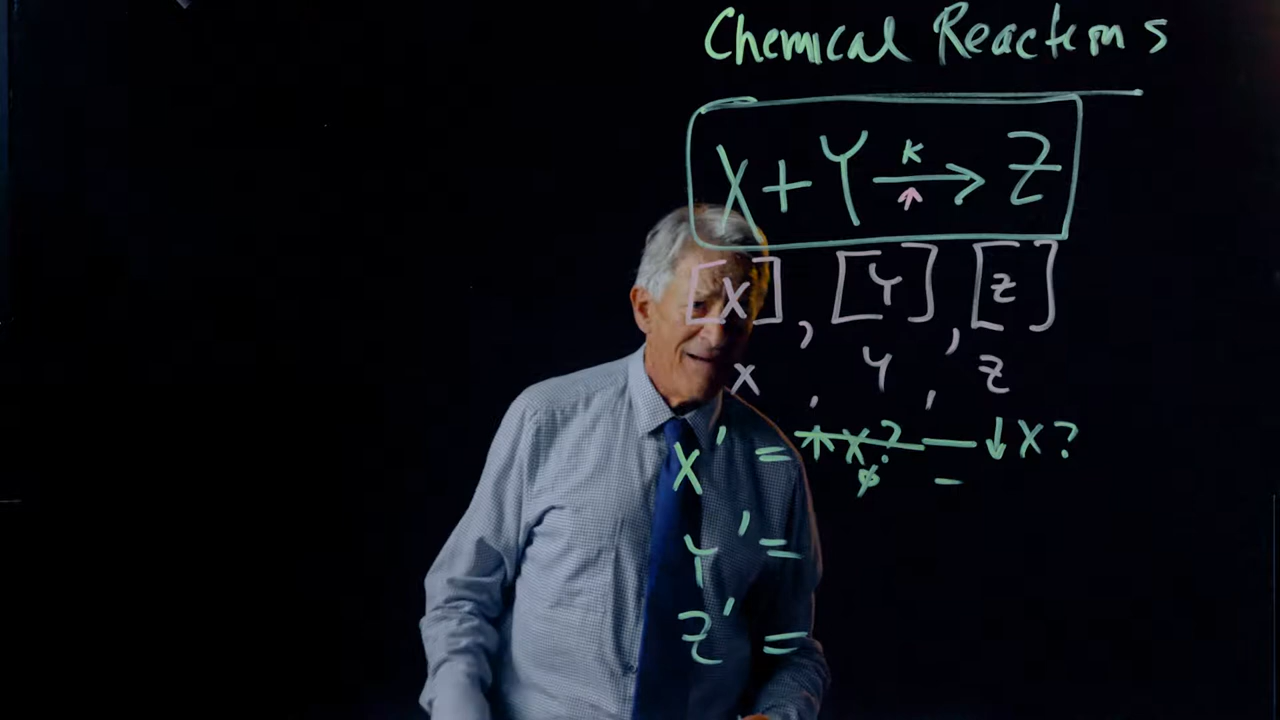 Chemical Reactions
X + Y K→ Z
↑
[X], [Y], [Z]
x, y, z
X' = ↑X? — ↓X?
ø –
Y' =
Z' =